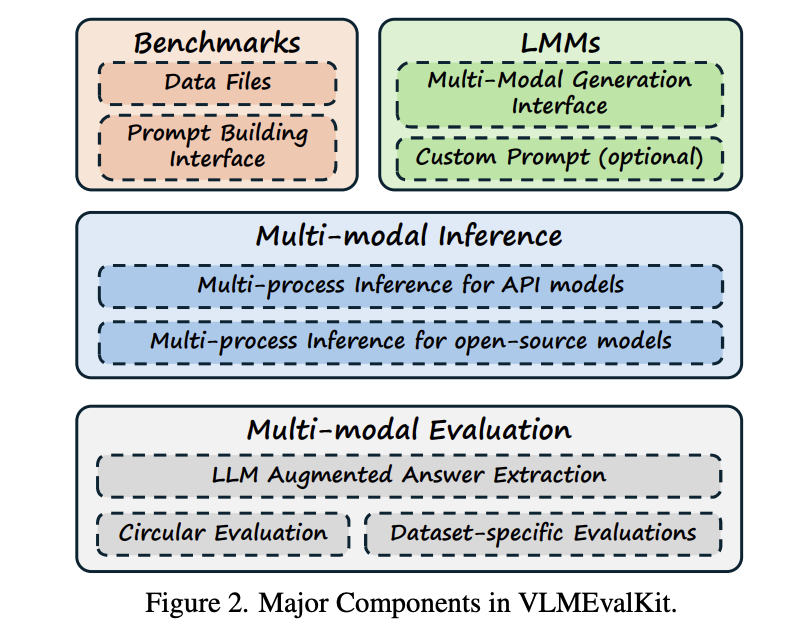 Benchmarks
Data Files
Prompt Building
Interface
LMMs
Multi-Modal Generation
Interface
Custom Prompt (optional)
Multi-modal Inference
Multi-process Inference for API models
Multi-process Inference for open-source models
Multi-modal Evaluation
LLM Augmented Answer Extraction
Circular Evaluation
Dataset-specific Evaluations
Figure 2. Major Components in VLMEvalKit.